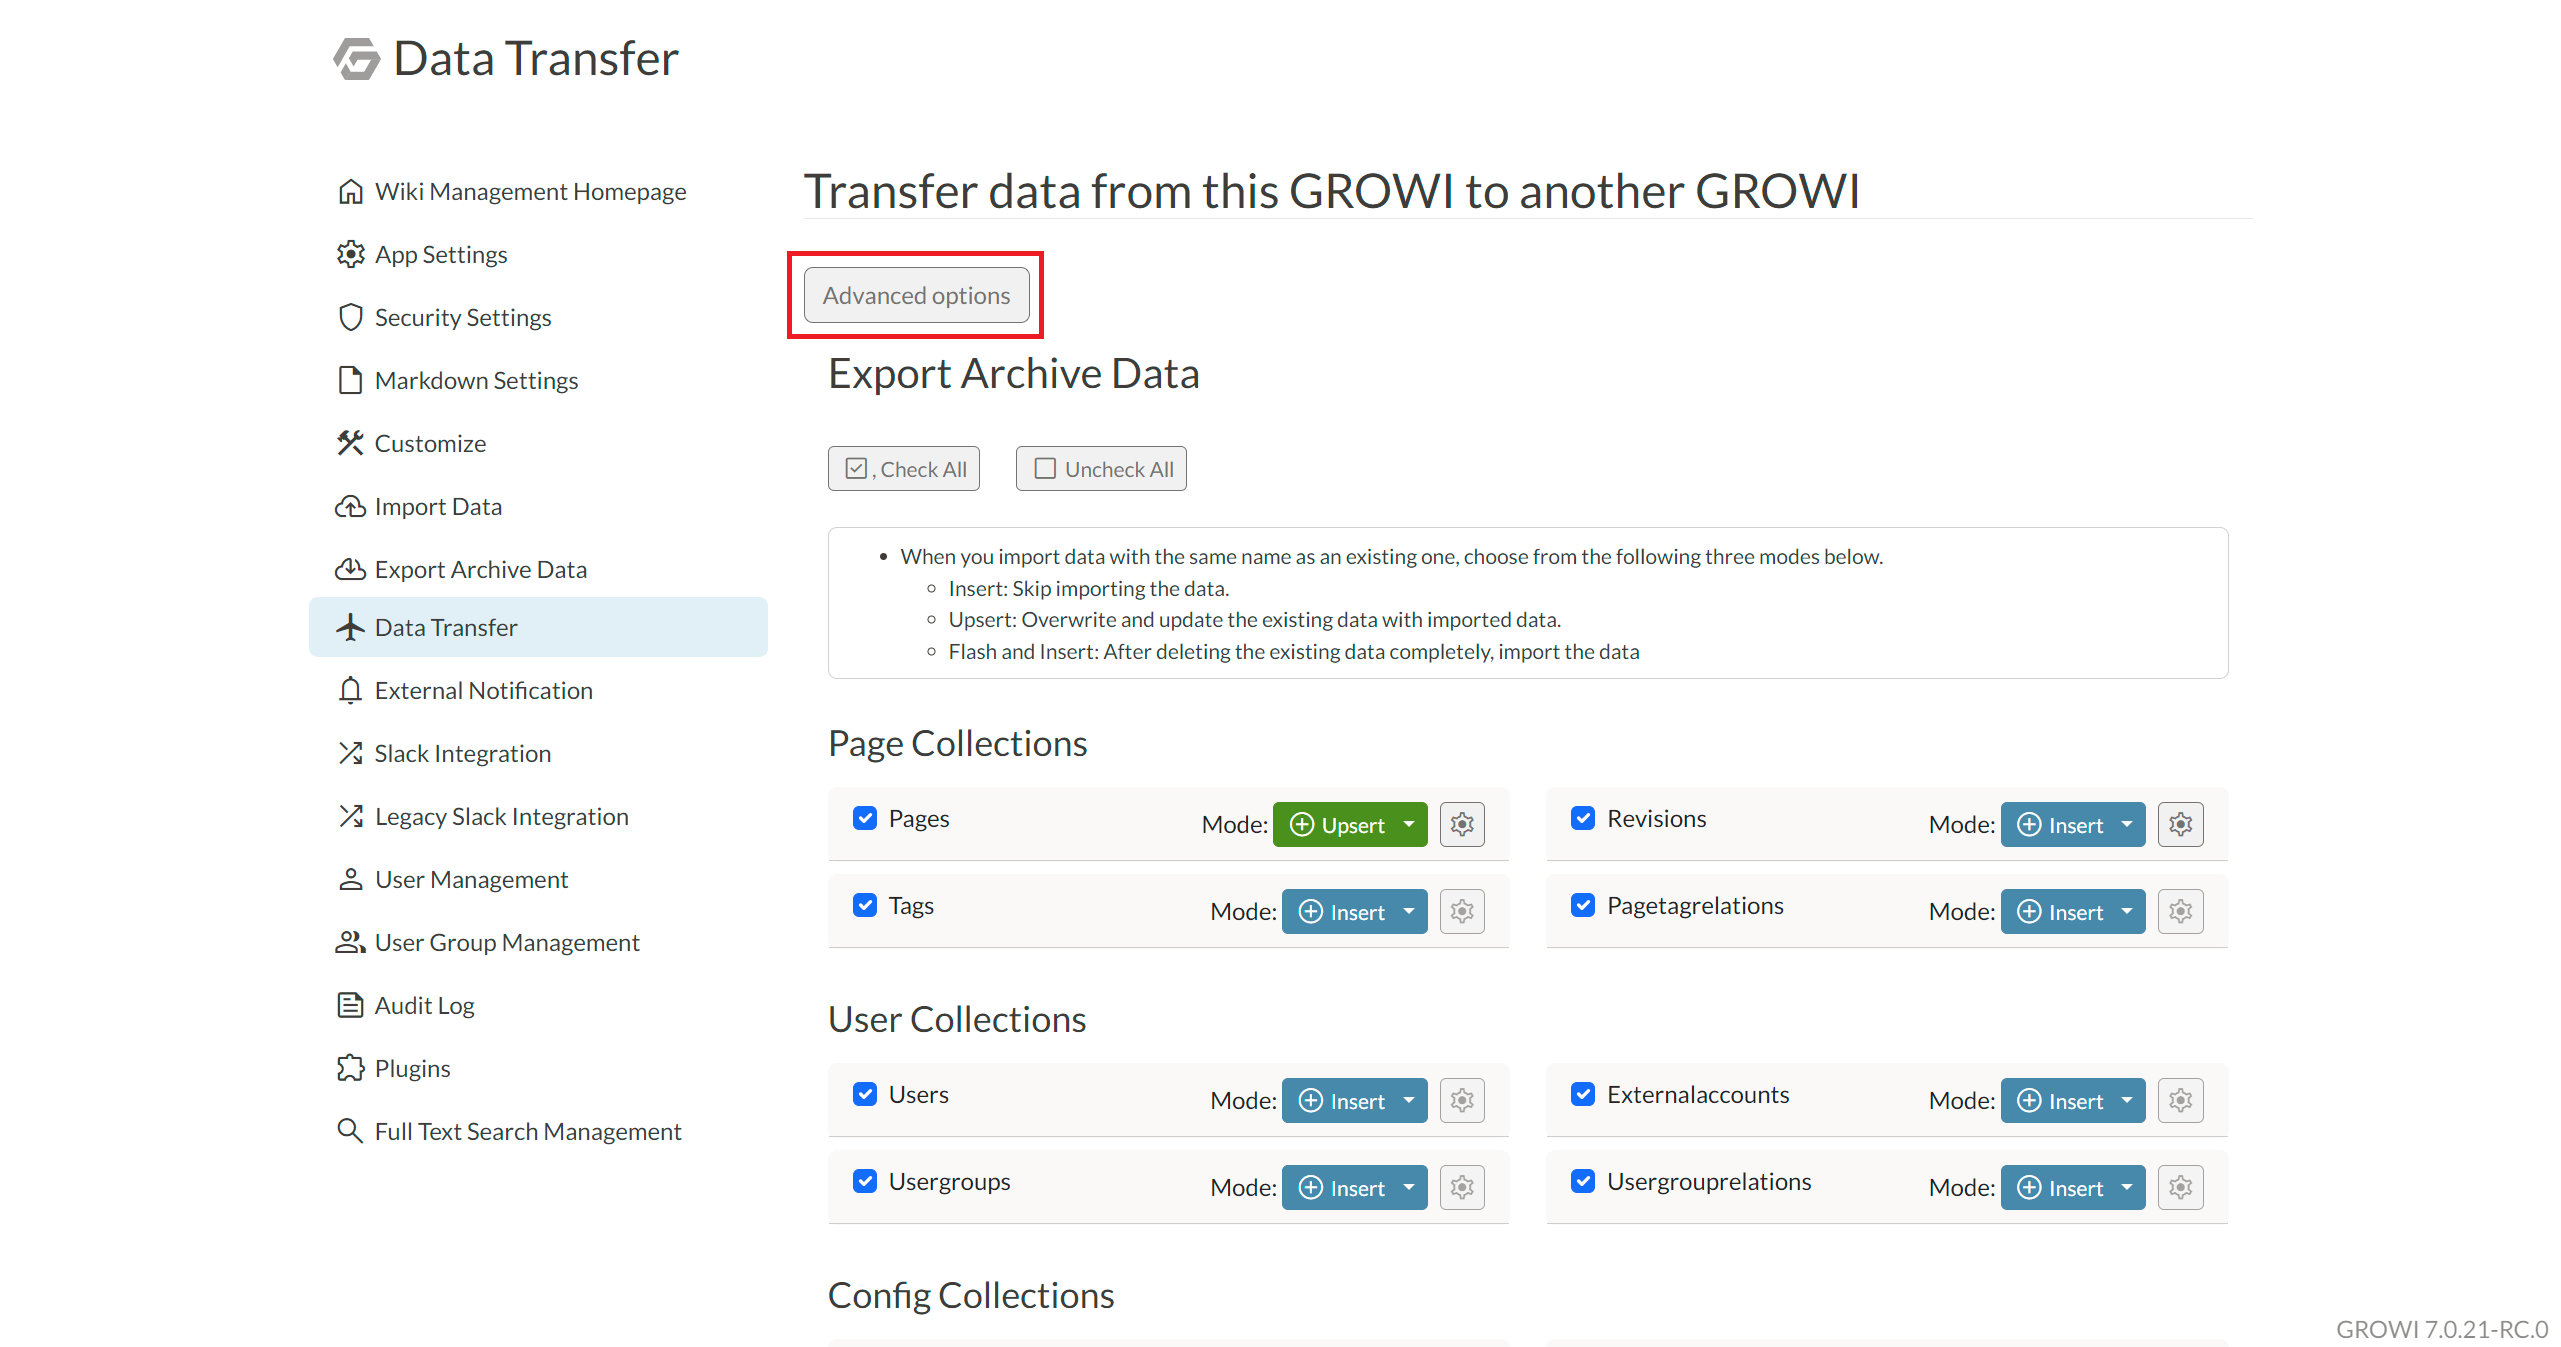 Data Transfer
Wiki Management Homepage
App Settings
Security Settings
Markdown Settings
Customize
Import Data
Export Archive Data
Data Transfer
External Notification
Slack Integration
Legacy Slack Integration
User Management
User Group Management
Audit Log
Plugins
Full Text Search Management
Transfer data from this GROWI to another GROWI
Advanced options
Export Archive Data
, Check All
Uncheck All
When you import data with the same name as an existing one, choose from the following three modes below.
Insert: Skip importing the data.
Upsert: Overwrite and update the existing data with imported data.
Flash and Insert: After deleting the existing data completely, import the data
Page Collections
Pages Mode: Upsert
Revisions Mode: Insert
Tags Mode: Insert
Pagetagrelations Mode: Insert
User Collections
Users Mode: Insert
Externalaccounts Mode: Insert
Usergroups Mode: Insert
Usergrouprelations Mode: Insert
Config Collections
GROWI 7.0.21-RC.0